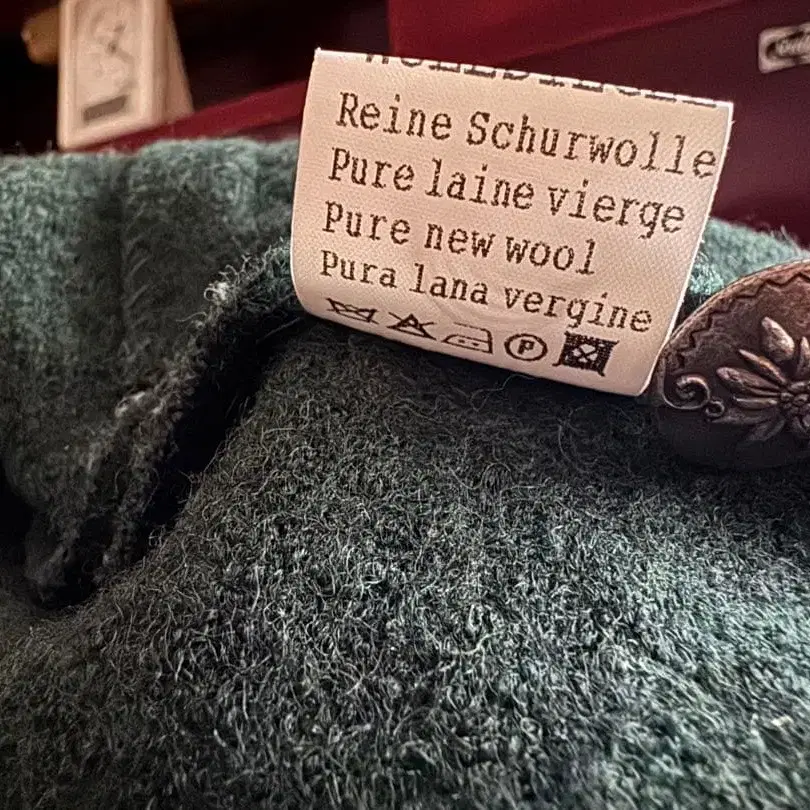 Reine Schurwolle
Pure laine vierge
Pure new wool
Pura lana vergine
P